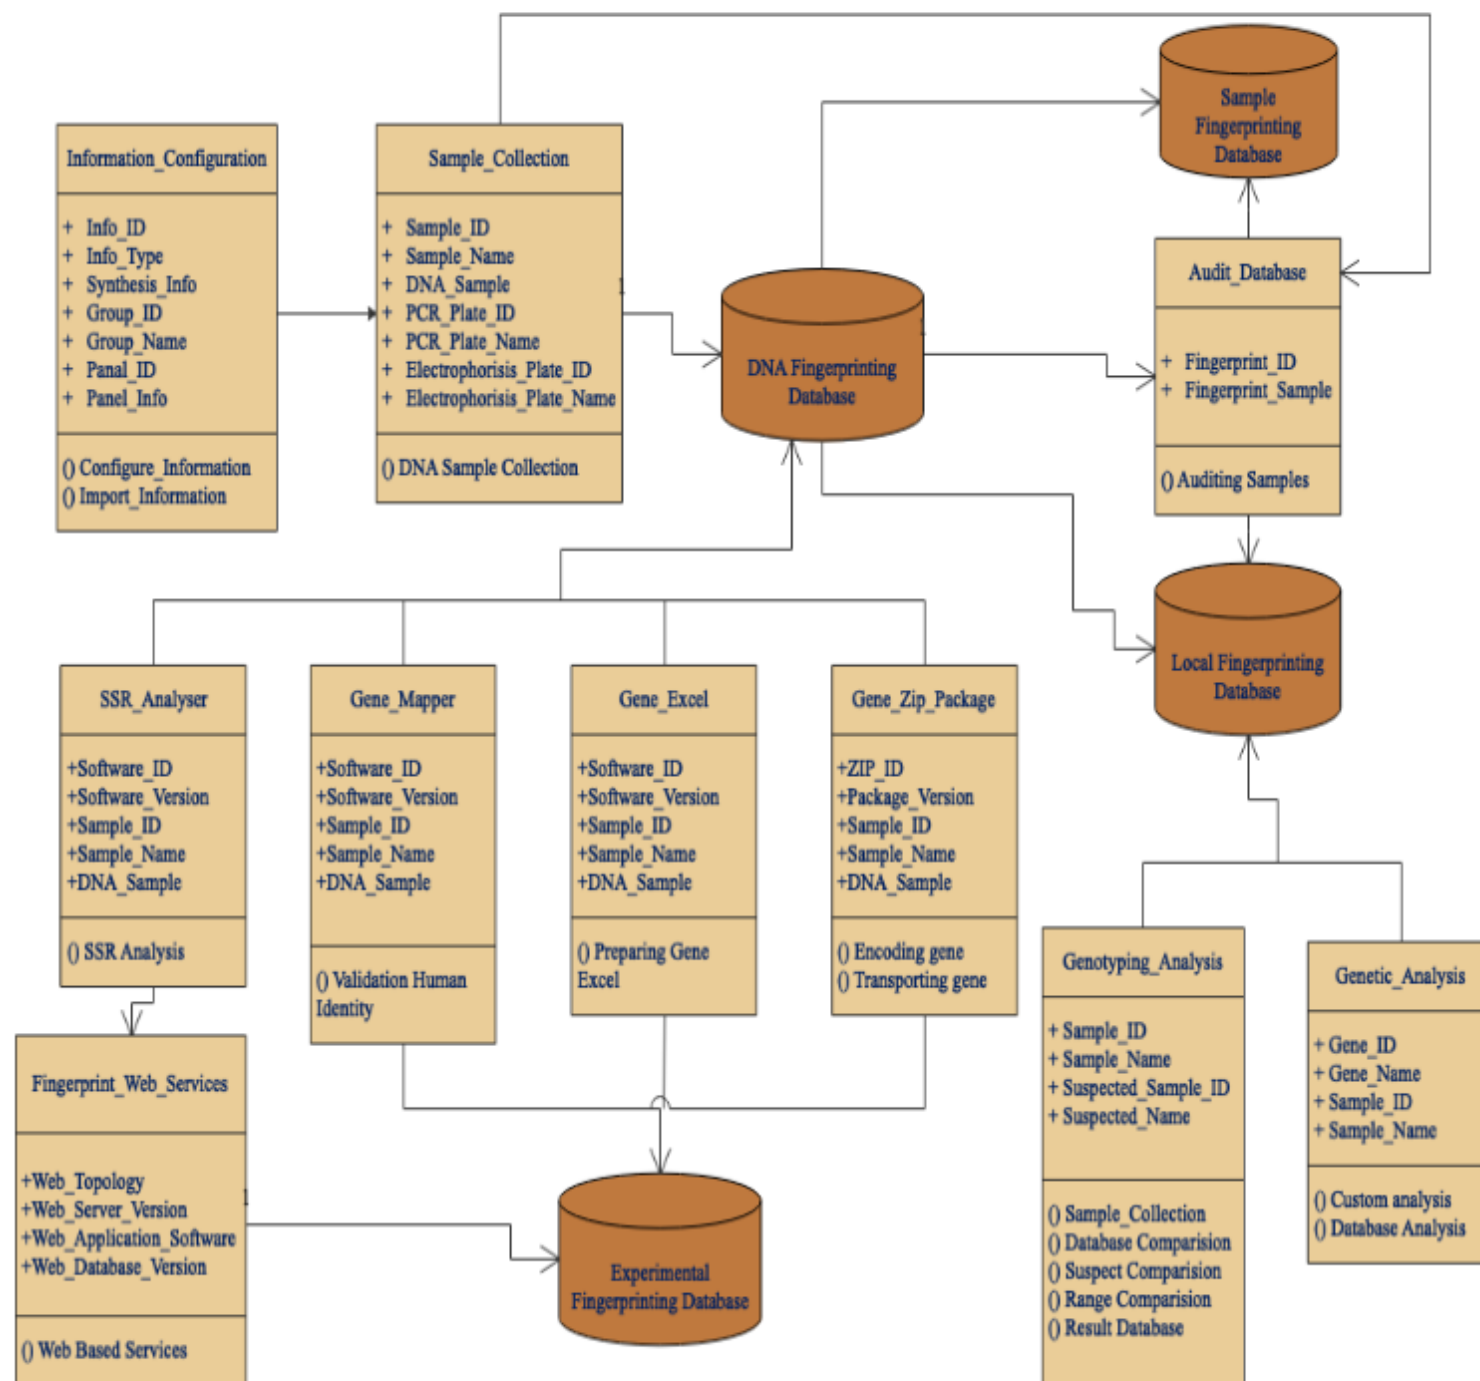 Information_Configuration
+ Info_ID
+ Info_Type
+ Synthesis_Info
+ Group_ID
+ Group_Name
+ Panal_ID
+ Panel_Info
() Configure_Information
() Import_Information
Sample_Collection
+ Sample_ID
+ Sample_Name
+ DNA_Sample
+ PCR_Plate_ID
+ PCR_Plate_Name
+ Electrophorisis_Plate_ID
+ Electrophorisis_Plate_Name
() DNA Sample Collection
1
DNA Fingerprinting
Database
Sample
Fingerprinting
Database
Audit_Database
+ Fingerprint_ID
+ Fingerprint_Sample
() Auditing Samples
Local Fingerprinting
Database
SSR_Analyser
+Software_ID
+Software_Version
+Sample_ID
+Sample_Name
+DNA_Sample
() SSR Analysis
Gene_Mapper
+Software_ID
+Software_Version
+Sample_ID
+Sample_Name
+DNA_Sample
() Validation Human
Identity
Gene_Excel
+Software_ID
+Software_Version
+Sample_ID
+Sample_Name
+DNA_Sample
() Preparing Gene
Excel
Gene_Zip_Package
+ZIP_ID
+Package_Version
+Sample_ID
+Sample_Name
+DNA_Sample
() Encoding gene
() Transporting gene
Genotyping_Analysis
+ Sample_ID
+ Sample_Name
+ Suspected_Sample_ID
+ Suspected_Name
() Sample_Collection
() Database Comparision
() Suspect Comparision
() Range Comparision
() Result Database
Genetic_Analysis
+ Gene_ID
+ Gene_Name
+ Sample_ID
+ Sample_Name
() Custom analysis
() Database Analysis
Fingerprint_Web_Services
+Web_Topology
+Web_Server_Version
+Web_Application_Software
+Web_Database_Version
() Web Based Services
1
Experimental
Fingerprinting Database